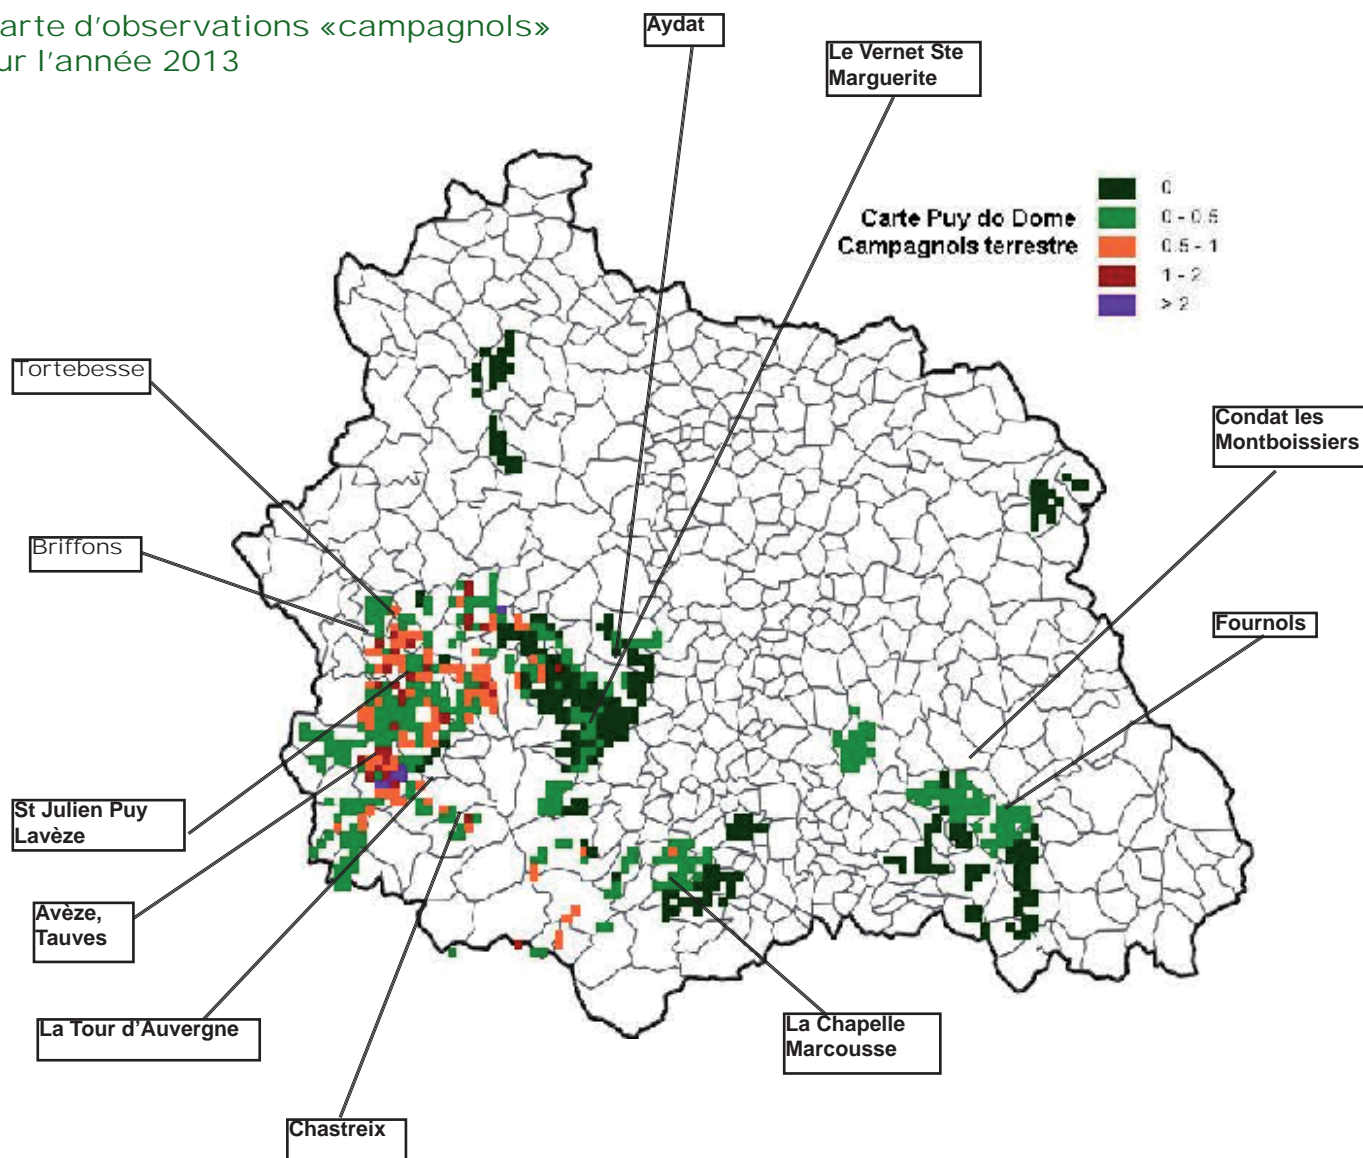 arte d'observations «campagnols»
ur l'année 2013
Aydat
Le Vernet Ste
Marguerite
Carte Puy do Dome
Campagnols terrestre
0
0 - 0.5
0.5 - 1
1 - 2
> 2
Tortebesse
Condat les
Montboissiers
Briffons
Fournols
St Julien Puy
Lavèze
Avèze,
Tauves
La Tour d'Auvergne
La Chapelle
Marcousse
Chastreix